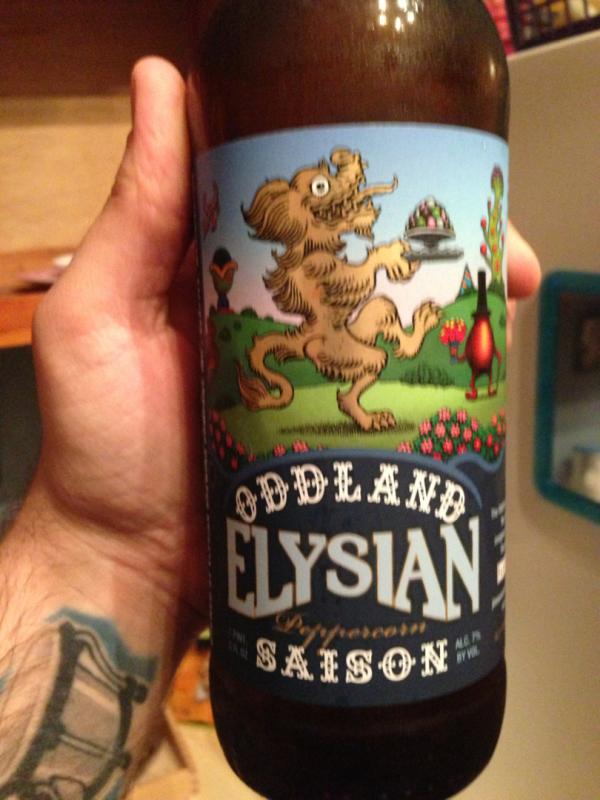 ODDLAND
ELYSIAN
Peppercorn
SAISON
ALC. 7%
BY VOL.